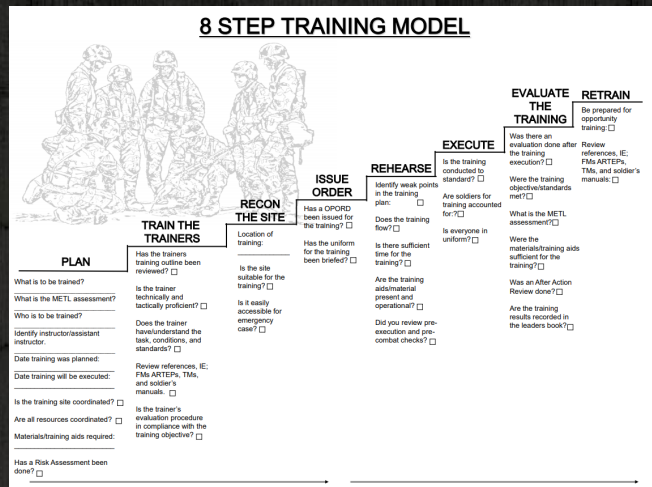 8 STEP TRAINING MODEL
PLAN
What is to be trained?
What is the METL assessment?
Who is to be trained?
Identify instructor/assistant
instructor.
Date training was planned:
Date training will be executed:
Is the training site coordinated?
Are all resources coordinated?
Materials/training aids required:
Has a Risk Assessment been
done?
TRAIN THE
TRAINERS
Has the trainers
training outline been
reviewed?
Is the trainer
technically and
tactically proficient?
Does the trainer
have/understand the
task, conditions, and
standards?
Review references, IE;
FMs ARTEPs, TMs,
and soldier's
manuals.
Is the trainer's
evaluation procedure
in compliance with the
training objective?
RECON
THE SITE
Location of
training:
Is the site
suitable for the
training?
Is it easily
accessible for
emergency
case?
ISSUE
ORDER
Has a OPORD
been issued for
the training?
Has the uniform
for the training
been briefed?
REHEARSE
Identify weak points
in the training
plan:
Does the training
flow?
Is there sufficient
time for the
training?
Are the training
aids/material
present and
operational?
Did you review pre-
execution and pre-
combat checks?
EXECUTE
Is the training
conducted to
standard?
Are soldiers for
training accounted
for:?
Is everyone in
uniform?
EVALUATE
THE
TRAINING
Was there an
evaluation done after
the training
execution?
Were the training
objective/standards
met?
What is the METL
assessment?
Were the
materials/training aids
sufficient for the
training?
Was an After Action
Review done?
Are the training
results recorded in
the leaders book?
RETRAIN
Be prepared for
opportunity
training:
Review
references, IE;
FMs ARTEPs,
TMs, and soldier's
manuals: